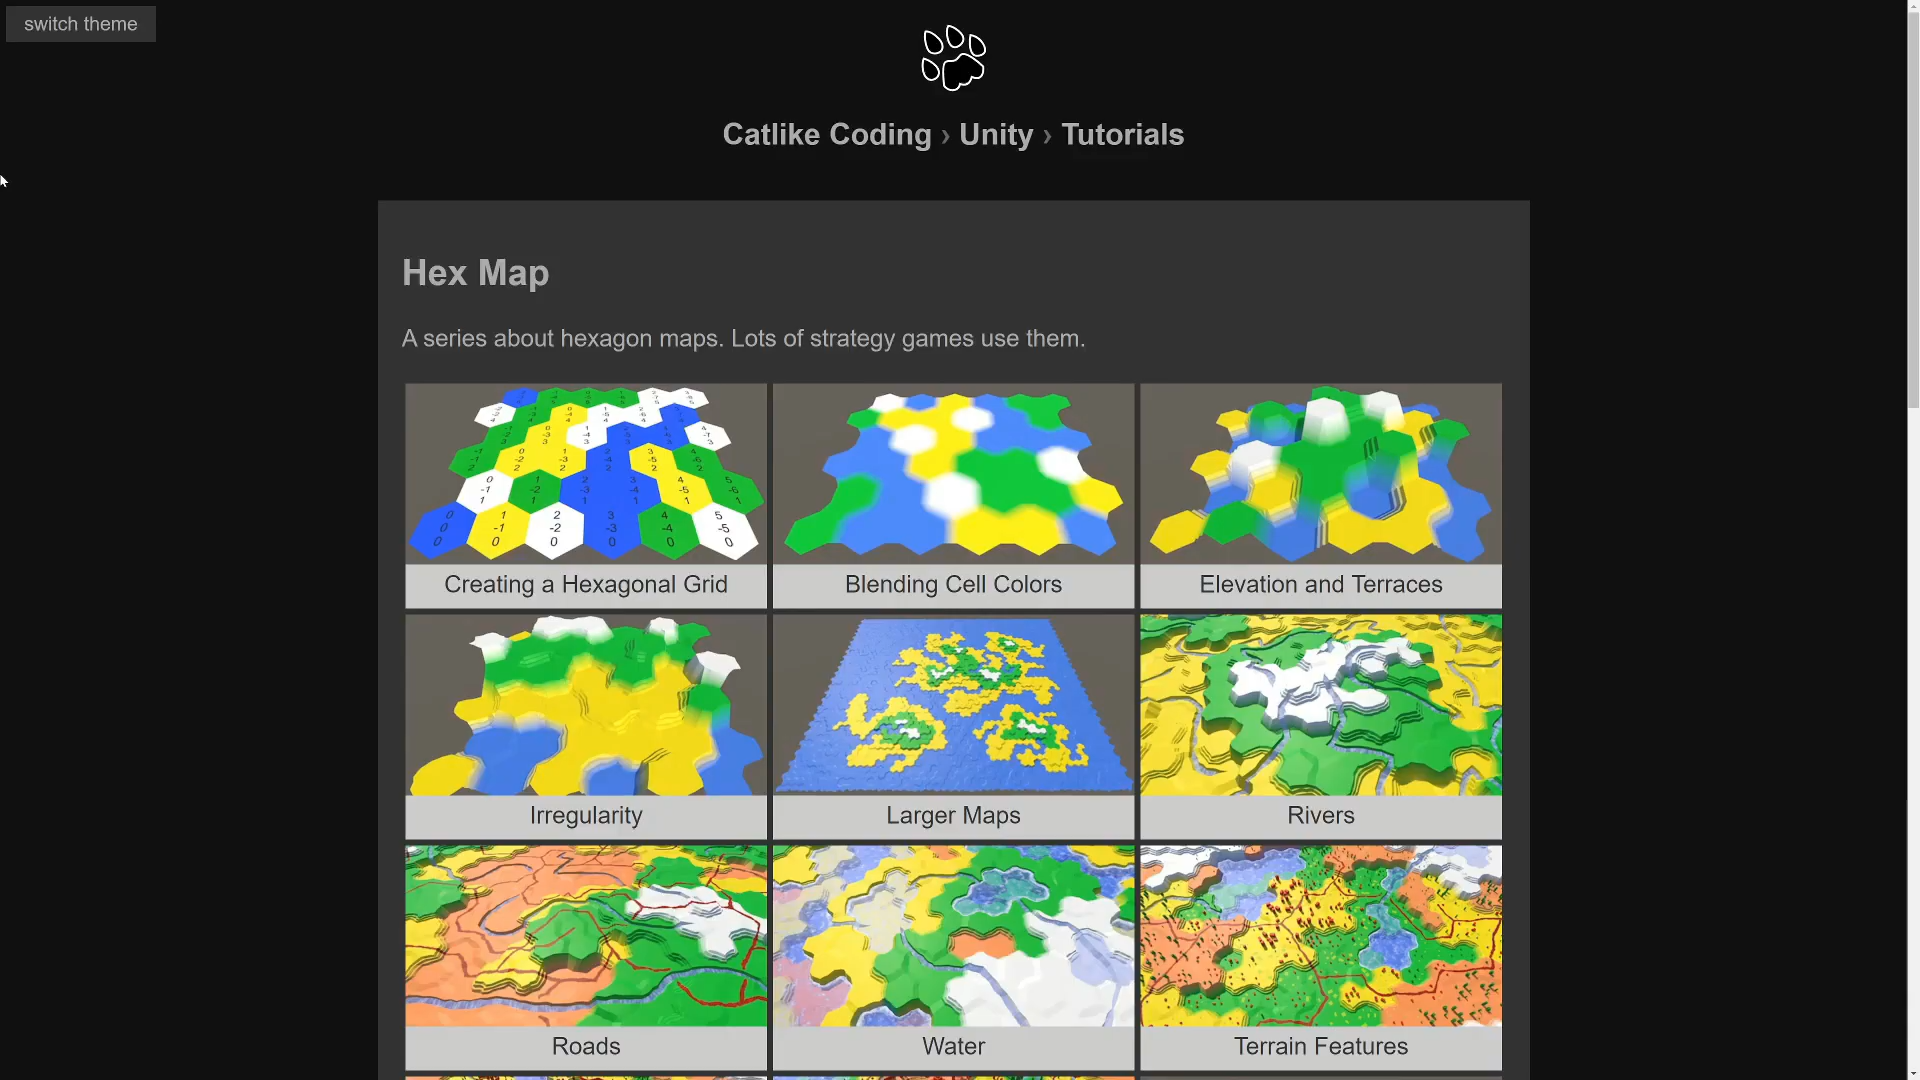 switch theme
Catlike Coding › Unity › Tutorials
Hex Map
A series about hexagon maps. Lots of strategy games use them.
Creating a Hexagonal Grid
Blending Cell Colors
Elevation and Terraces
Irregularity
Larger Maps
Rivers
Roads
Water
Terrain Features